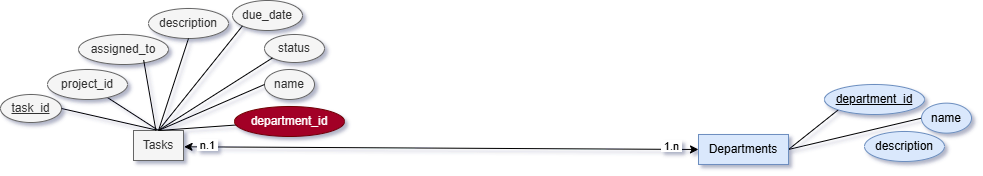 due_date
description
assigned_to
status
project_id
name
task_id
department_id
Tasks
n.1
1.n
Departments
department_id
name
description